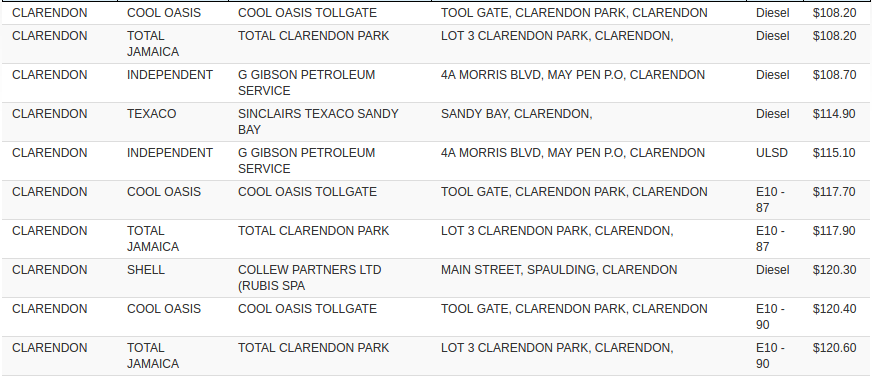 CLARENDON COOL OASIS COOL OASIS TOLLGATE TOOL GATE, CLARENDON PARK, CLARENDON Diesel $108.20
CLARENDON TOTAL JAMAICA TOTAL CLARENDON PARK LOT 3 CLARENDON PARK, CLARENDON, Diesel $108.20
CLARENDON INDEPENDENT G GIBSON PETROLEUM SERVICE 4A MORRIS BLVD, MAY PEN P.O, CLARENDON Diesel $108.70
CLARENDON TEXACO SINCLAIRS TEXACO SANDY BAY SANDY BAY, CLARENDON, Diesel $114.90
CLARENDON INDEPENDENT G GIBSON PETROLEUM SERVICE 4A MORRIS BLVD, MAY PEN P.O, CLARENDON ULSD $115.10
CLARENDON COOL OASIS COOL OASIS TOLLGATE TOOL GATE, CLARENDON PARK, CLARENDON E10 - 87 $117.70
CLARENDON TOTAL JAMAICA TOTAL CLARENDON PARK LOT 3 CLARENDON PARK, CLARENDON, E10 - 87 $117.90
CLARENDON SHELL COLLEW PARTNERS LTD (RUBIS SPA MAIN STREET, SPAULDING, CLARENDON Diesel $120.30
CLARENDON COOL OASIS COOL OASIS TOLLGATE TOOL GATE, CLARENDON PARK, CLARENDON E10 - 90 $120.40
CLARENDON TOTAL JAMAICA TOTAL CLARENDON PARK LOT 3 CLARENDON PARK, CLARENDON, E10 - 90 $120.60